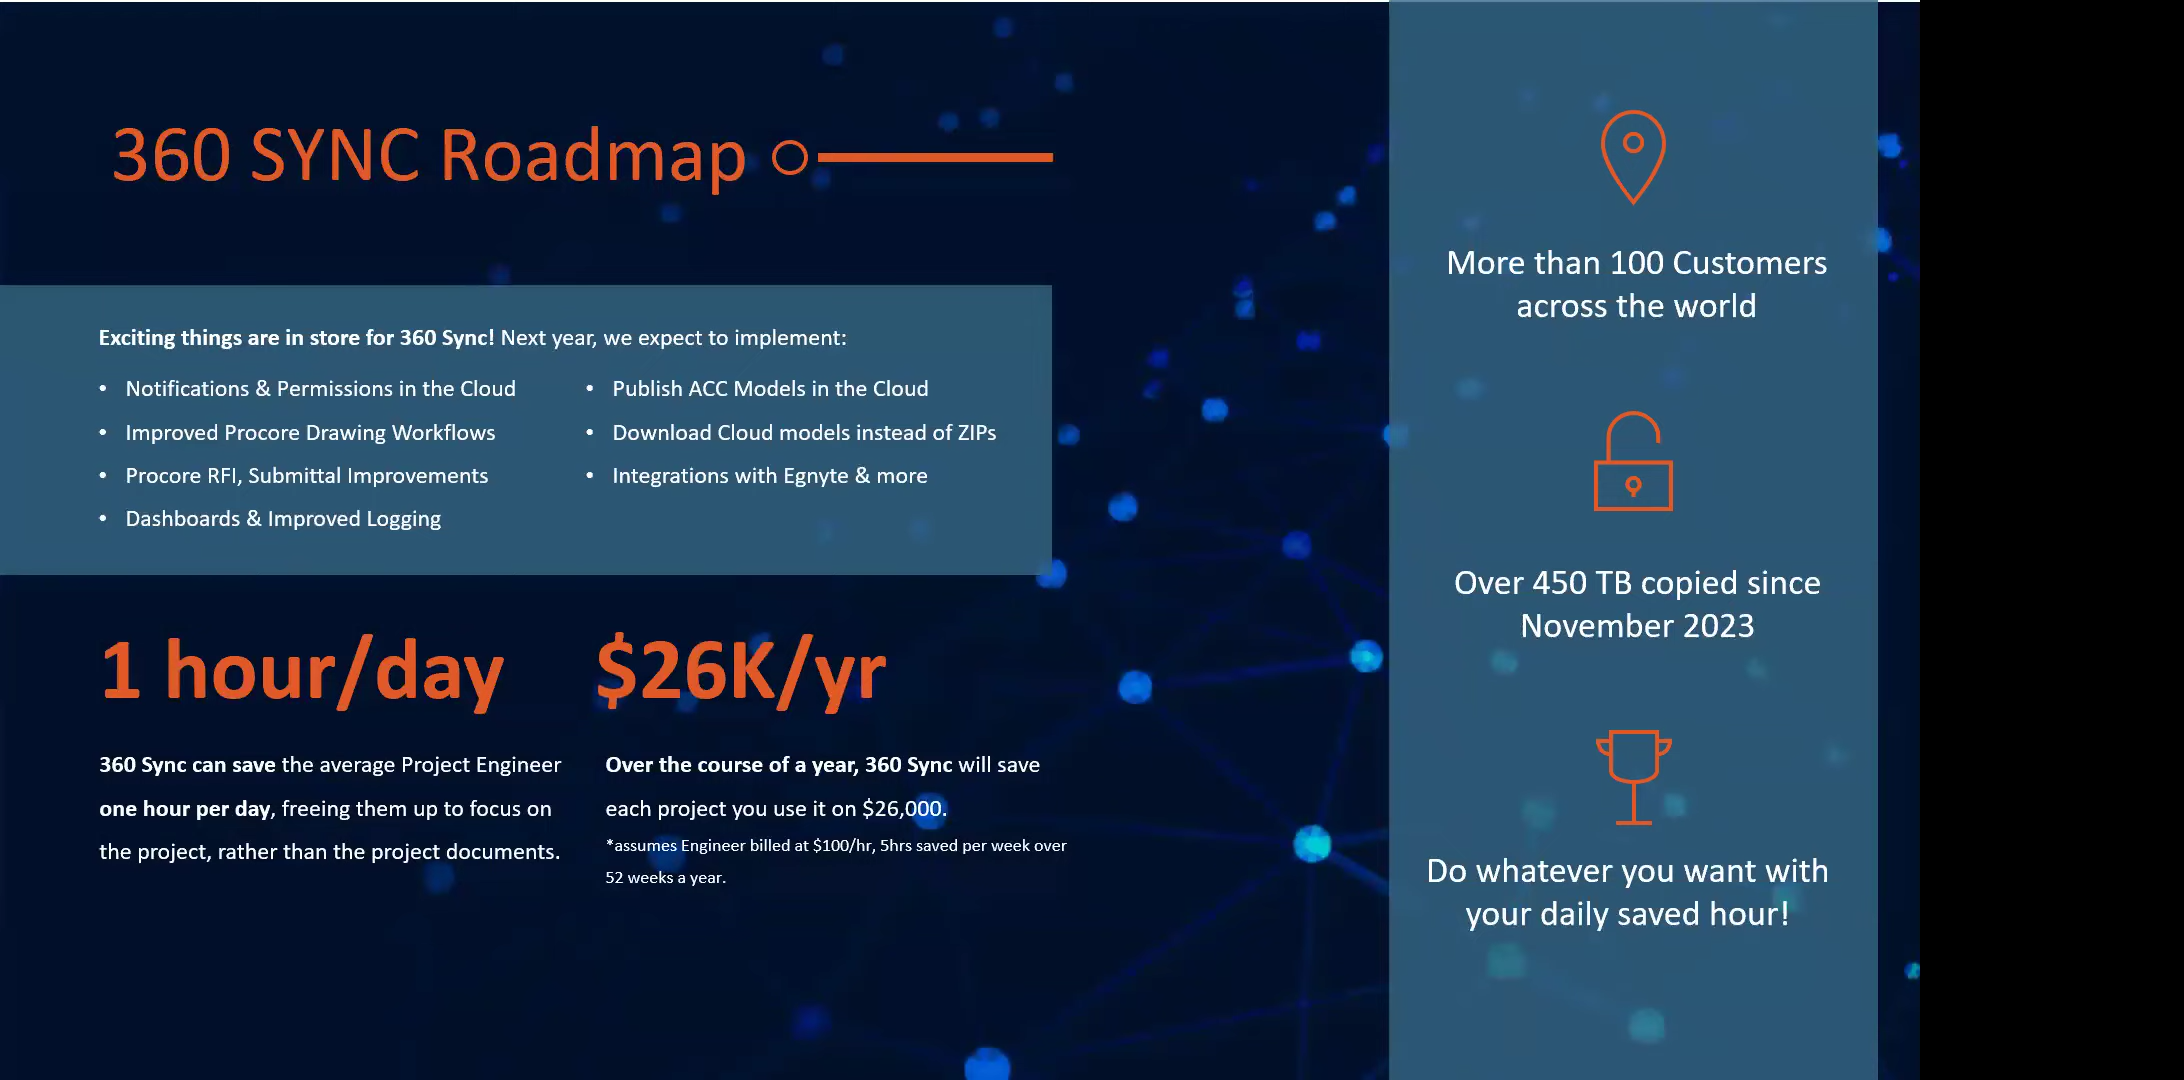 360 SYNC Roadmap
Exciting things are in store for 360 Sync! Next year, we expect to implement:
• Notifications & Permissions in the Cloud
• Improved Procore Drawing Workflows
• Procore RFI, Submittal Improvements
• Dashboards & Improved Logging
• Publish ACC Models in the Cloud
• Download Cloud models instead of ZIPs
• Integrations with Egnyte & more
1 hour/day
360 Sync can save the average Project Engineer
one hour per day, freeing them up to focus on
the project, rather than the project documents.
$26K/yr
Over the course of a year, 360 Sync will save
each project you use it on $26,000.
*assumes Engineer billed at $100/hr, 5hrs saved per week over
52 weeks a year.
More than 100 Customers
across the world
Over 450 TB copied since
November 2023
Do whatever you want with
your daily saved hour!